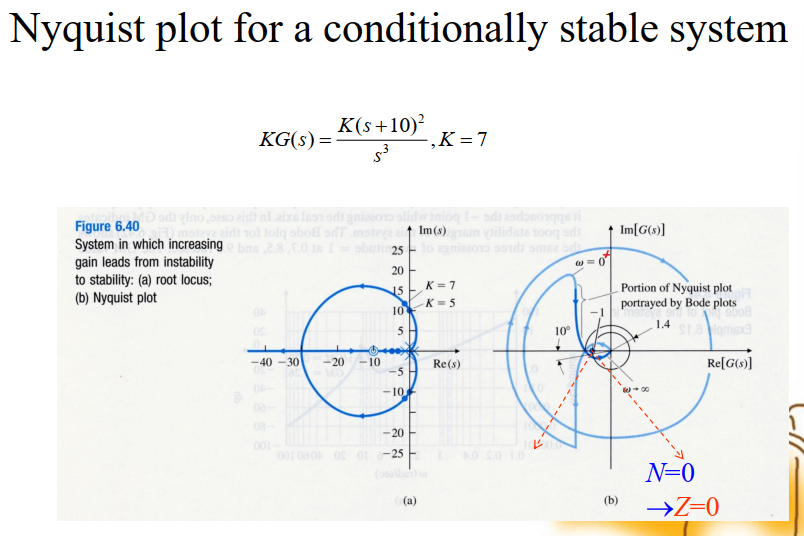 Nyquist plot for a conditionally stable system
KG(s) = K(s+10)² / s³ , K = 7
Figure 6.40
System in which increasing
gain leads from instability
to stability: (a) root locus;
(b) Nyquist plot
Im(s)
25
20
15
10
5
K = 7
K = 5
−40 −30 −20 −10
Re(s)
−5
−10
−20
−25
(a)
Im[G(s)]
ω = 0⁺
Portion of Nyquist plot
portrayed by Bode plots
−1
1.4
10°
Re[G(s)]
ω→∞
(b)
N=0
→Z=0